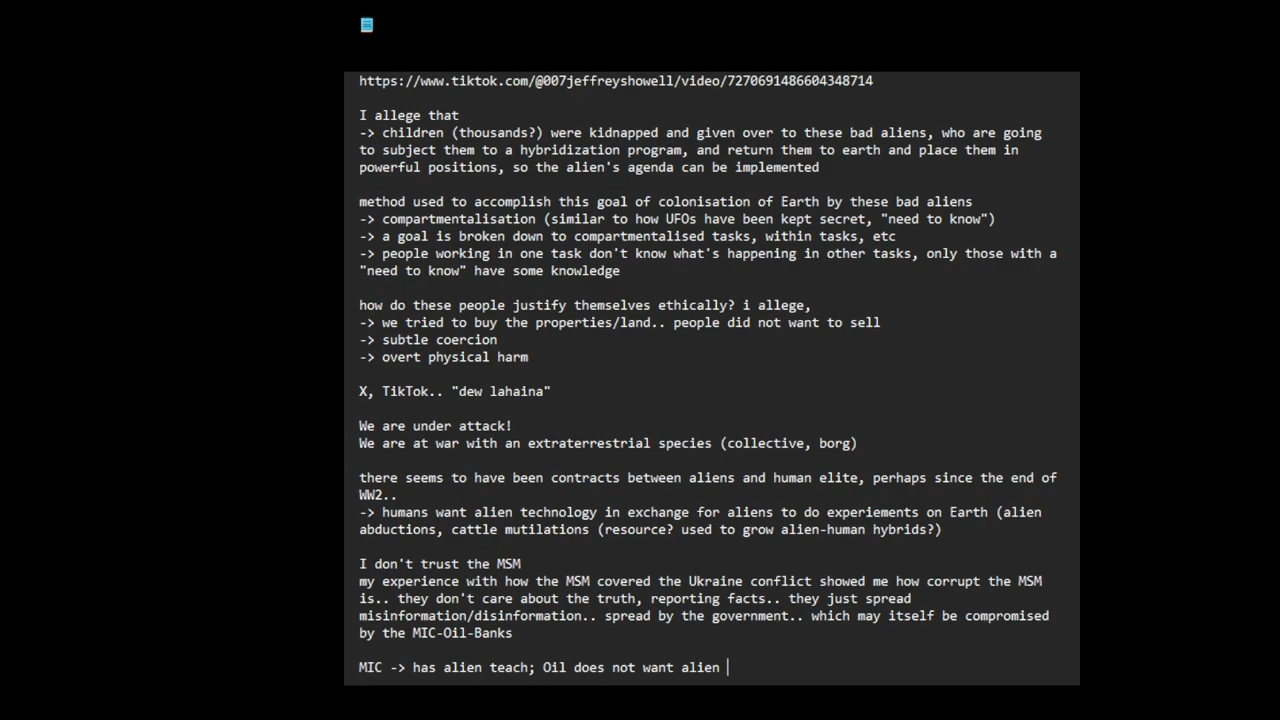 https://www.tiktok.com/@007jeffreyshowell/video/7270691486604348714
I allege that
-> children (thousands?) were kidnapped and given over to these bad aliens, who are going
to subject them to a hybridization program, and return them to earth and place them in
powerful positions, so the alien's agenda can be implemented
method used to accomplish this goal of colonisation of Earth by these bad aliens
-> compartmentalisation (similar to how UFOs have been kept secret, "need to know")
-> a goal is broken down to compartmentalised tasks, within tasks, etc
-> people working in one task don't know what's happening in other tasks, only those with a
"need to know" have some knowledge
how do these people justify themselves ethically? i allege,
-> we tried to buy the properties/land.. people did not want to sell
-> subtle coercion
-> overt physical harm
X, TikTok.. "dew lahaina"
We are under attack!
We are at war with an extraterrestrial species (collective, borg)
there seems to have been contracts between aliens and human elite, perhaps since the end of
WW2..
-> humans want alien technology in exchange for aliens to do experiements on Earth (alien
abductions, cattle mutilations (resource? used to grow alien-human hybrids?)
I don't trust the MSM
my experience with how the MSM covered the Ukraine conflict showed me how corrupt the MSM
is.. they don't care about the truth, reporting facts.. they just spread
misinformation/disinformation.. spread by the government.. which may itself be compromised
by the MIC-Oil-Banks
MIC -> has alien teach; Oil does not want alien